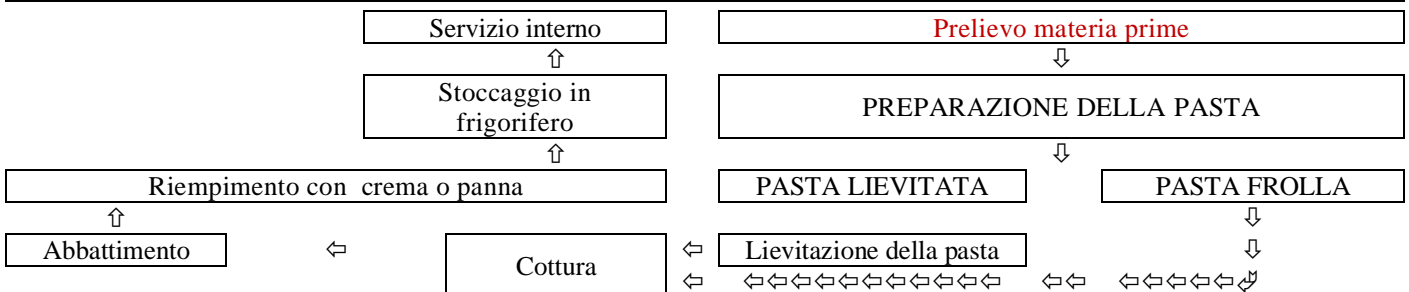 Servizio interno
Prelievo materia prime
⇧
⇩
Stoccaggio in
frigorifero
PREPARAZIONE DELLA PASTA
⇧
⇩
Riempimento con crema o panna
PASTA LIEVITATA
PASTA FROLLA
⇧
⇩
Abbattimento
⇦
Cottura
⇦
Lievitazione della pasta
⇩
⇦ ⇦⇦⇦⇦⇦⇦⇦⇦⇦⇦⇦ ⇦⇦ ⇦⇦⇦⇦⇦